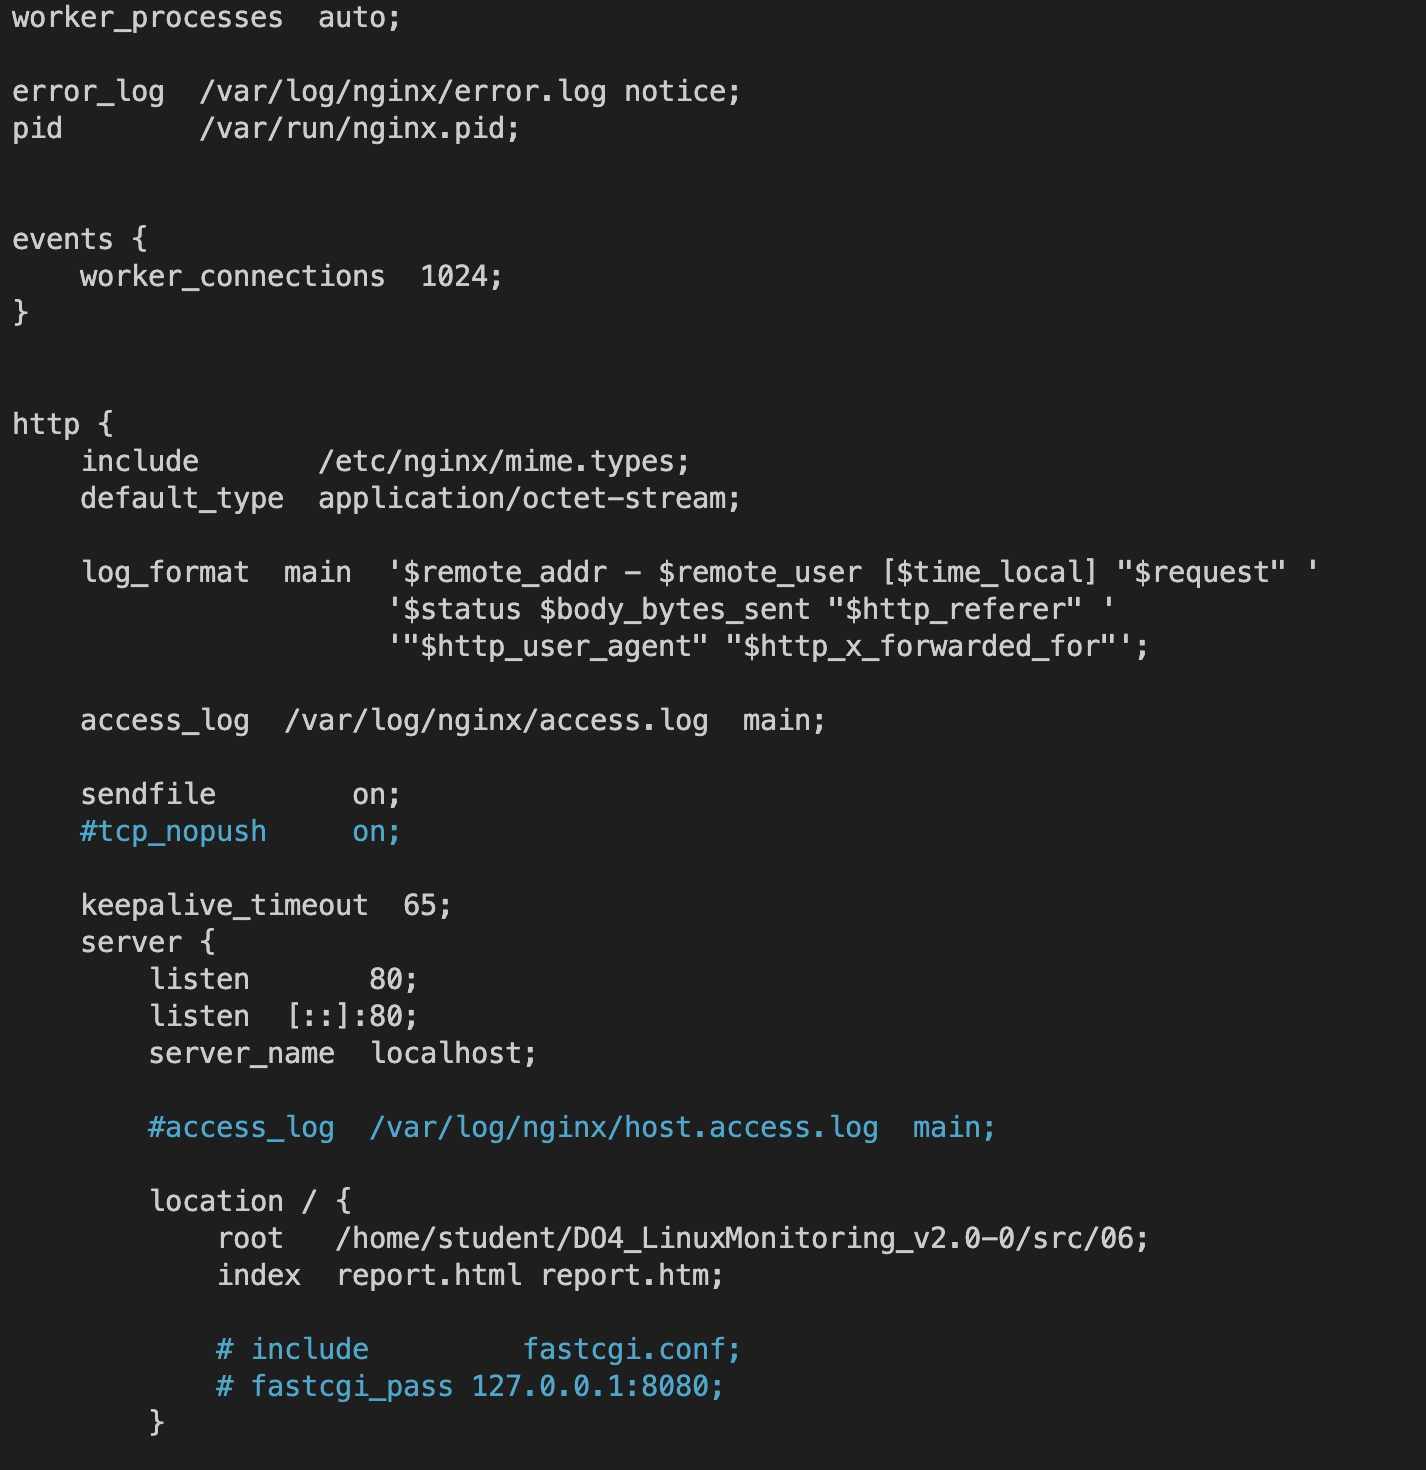 worker_processes  auto;
error_log  /var/log/nginx/error.log notice;
pid        /var/run/nginx.pid;
events {
    worker_connections  1024;
}
http {
    include       /etc/nginx/mime.types;
    default_type  application/octet-stream;
    log_format  main  '$remote_addr - $remote_user [$time_local] "$request" '
                      '$status $body_bytes_sent "$http_referer" '
                      '"$http_user_agent" "$http_x_forwarded_for"';
    access_log  /var/log/nginx/access.log  main;
    sendfile        on;
    #tcp_nopush     on;
    keepalive_timeout  65;
    server {
        listen       80;
        listen  [::]:80;
        server_name  localhost;
        #access_log  /var/log/nginx/host.access.log  main;
        location / {
            root   /home/student/DO4_LinuxMonitoring_v2.0-0/src/06;
            index  report.html report.htm;
            # include         fastcgi.conf;
            # fastcgi_pass 127.0.0.1:8080;
        }